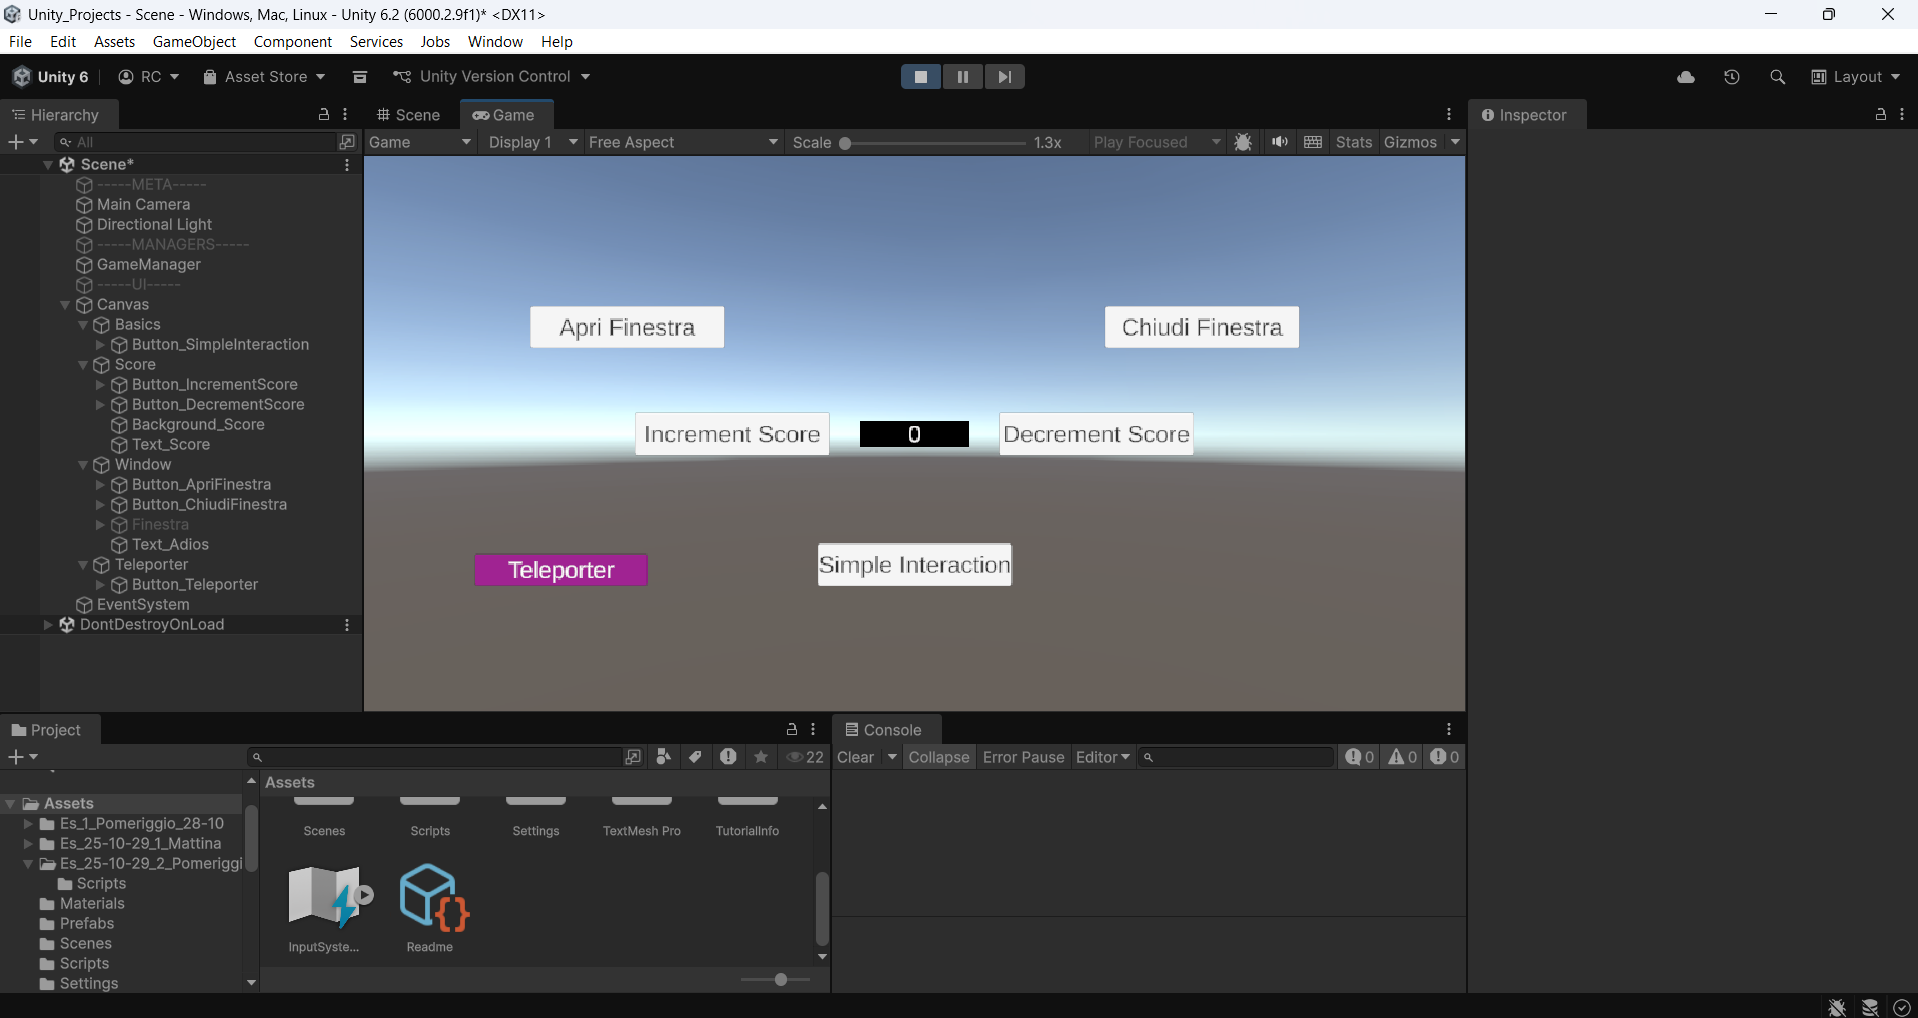 Unity_Projects - Scene - Windows, Mac, Linux - Unity 6.2 (6000.2.9f1)* <DX11>
File Edit Assets GameObject Component Services Jobs Window Help
Unity 6 RC Asset Store Unity Version Control Layout
Hierarchy Scene Game Inspector
All Game Display 1 Free Aspect Scale 1.3x Play Focused Stats Gizmos
Scene*
-----META-----
Main Camera
Directional Light
-----MANAGERS-----
GameManager
-----UI-----
Canvas
Basics
Button_SimpleInteraction
Score
Button_IncrementScore
Button_DecrementScore
Background_Score
Text_Score
Window
Button_ApriFinestra
Button_ChiudiFinestra
Finestra
Text_Adios
Teleporter
Button_Teleporter
EventSystem
DontDestroyOnLoad
Apri Finestra Chiudi Finestra
Increment Score 0 Decrement Score
Teleporter Simple Interaction
Project
22
Assets
Es_1_Pomeriggio_28-10
Es_25-10-29_1_Mattina
Es_25-10-29_2_Pomeriggi
Scripts
Materials
Prefabs
Scenes
Scripts
Settings
Assets
Scenes Scripts Settings TextMesh Pro TutorialInfo
InputSyste... Readme
Console
Clear Collapse Error Pause Editor 0 0 0